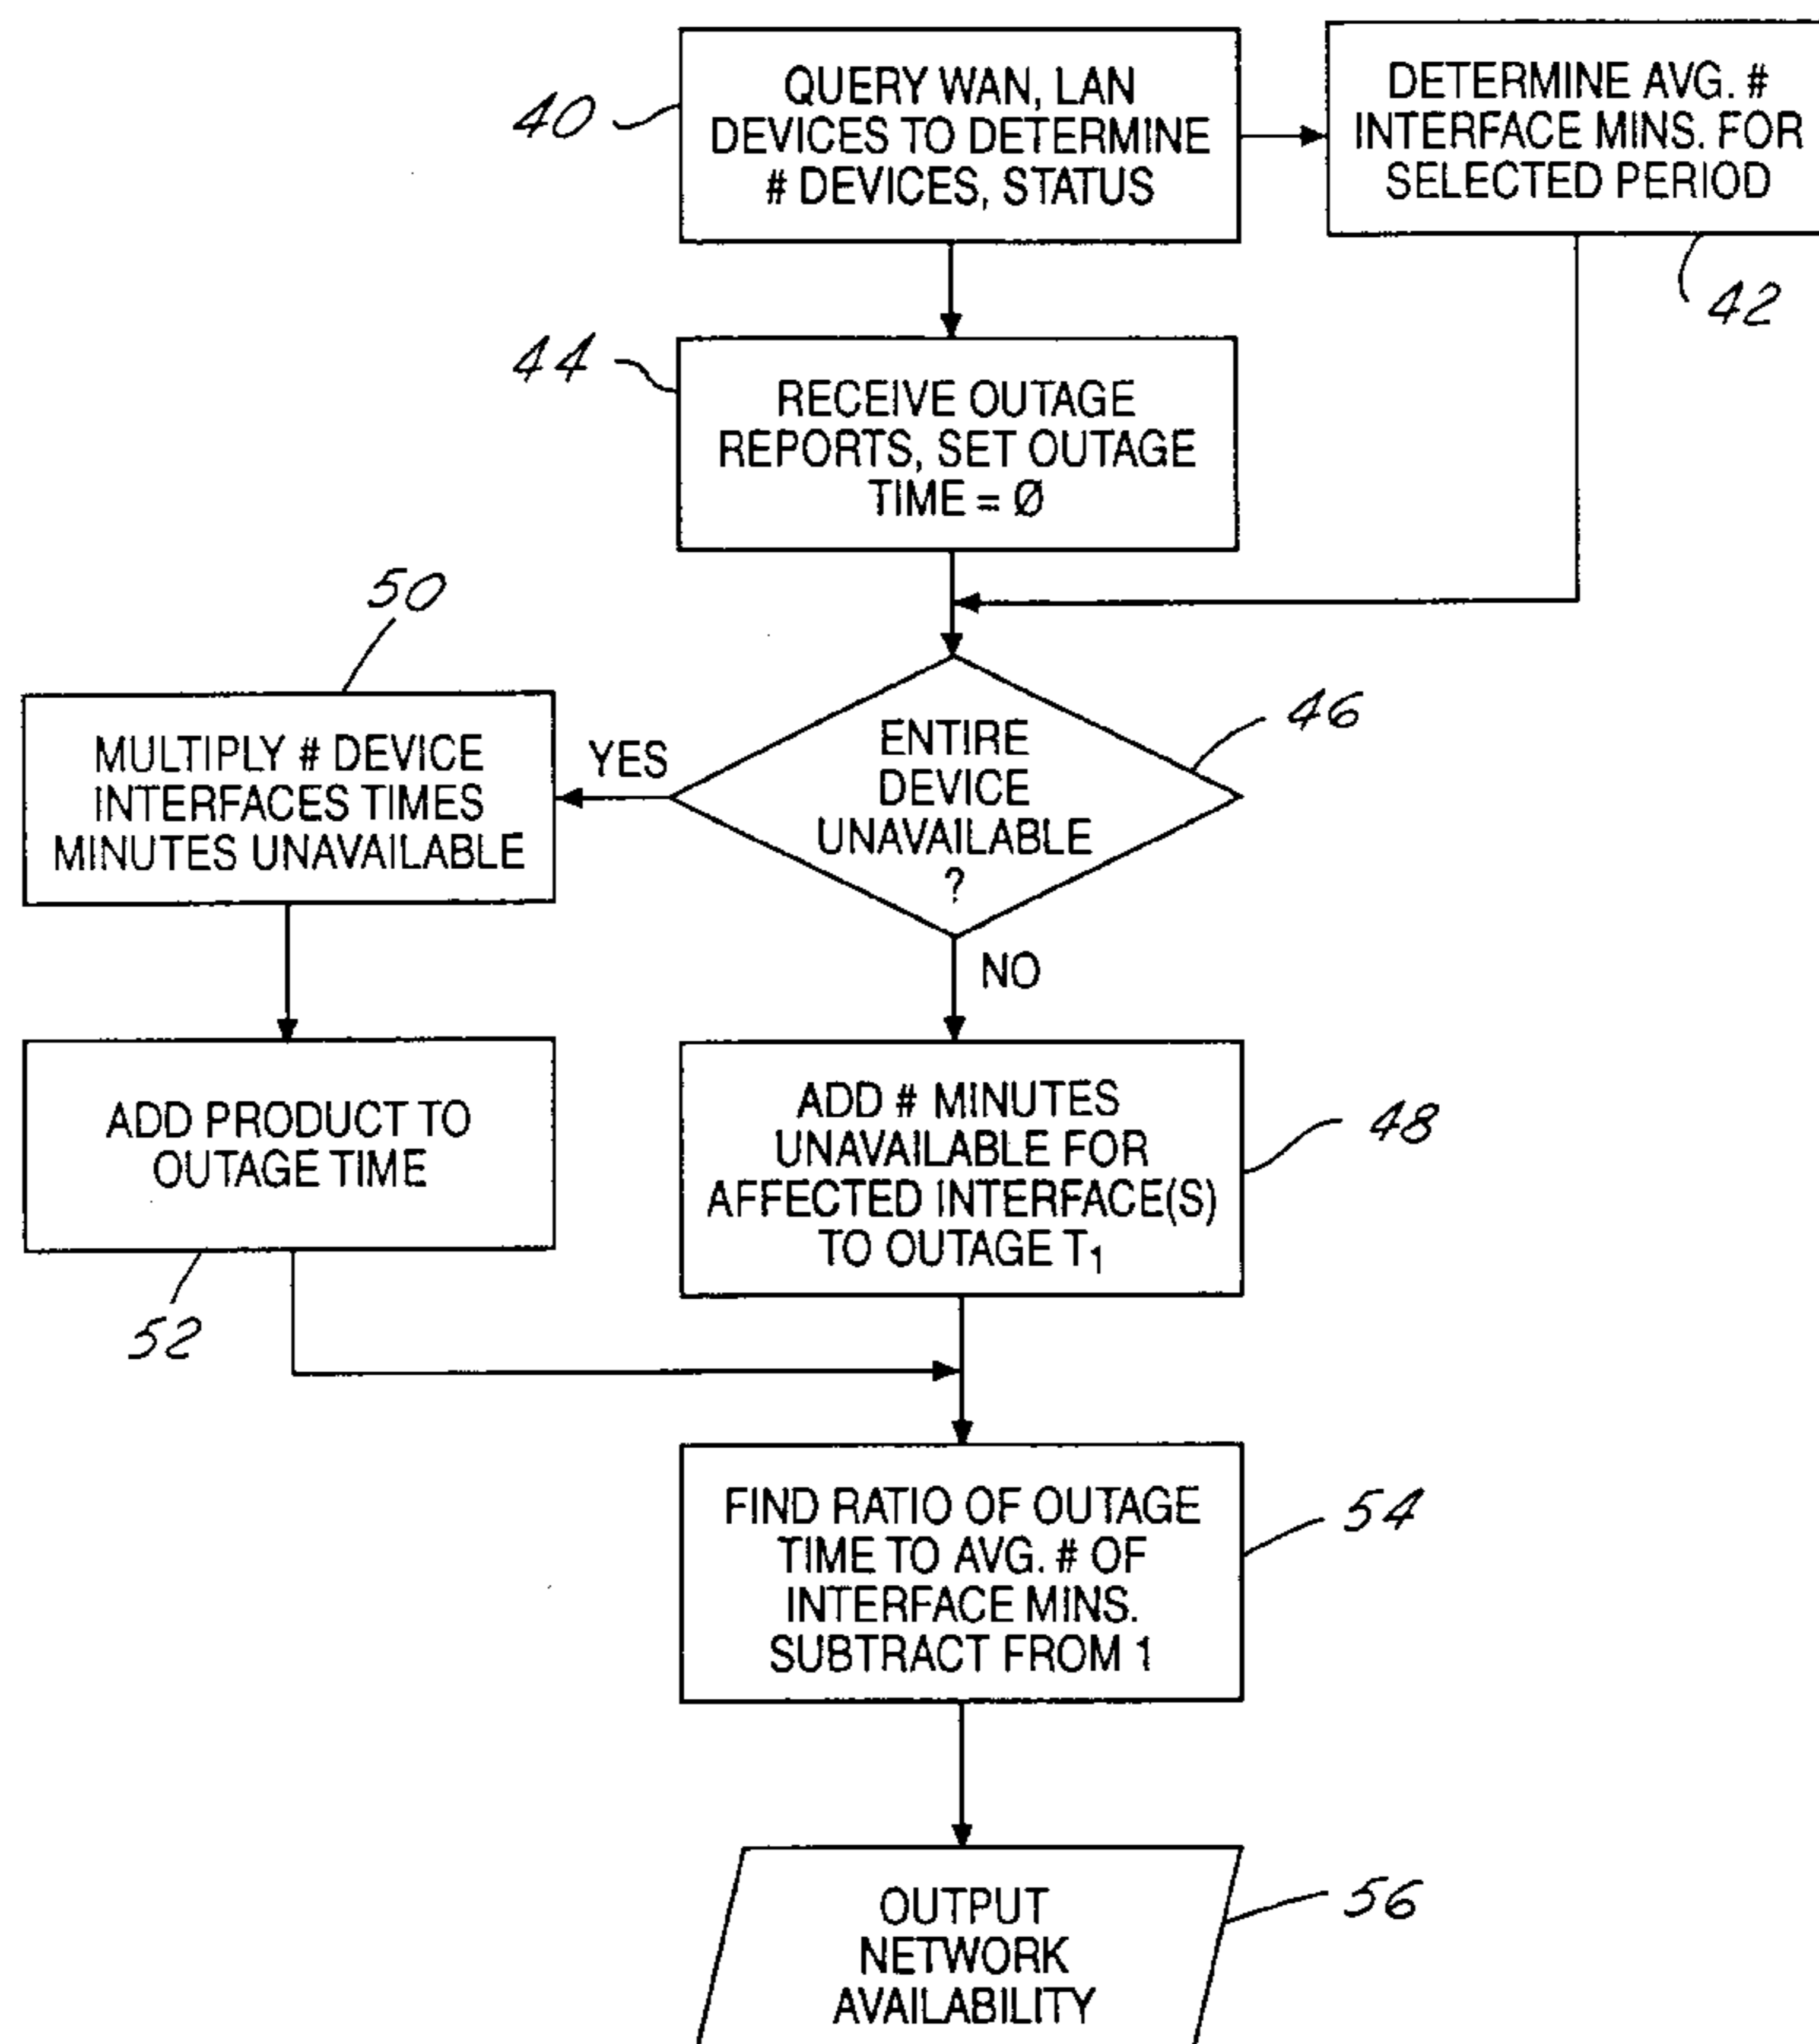 40
QUERY WAN, LAN
DEVICES TO DETERMINE
# DEVICES, STATUS
DETERMINE AVG. #
INTERFACE MINS. FOR
SELECTED PERIOD
42
44
RECEIVE OUTAGE
REPORTS, SET OUTAGE
TIME = Ø
46
ENTIRE
DEVICE
UNAVAILABLE
?
YES
50
MULTIPLY # DEVICE
INTERFACES TIMES
MINUTES UNAVAILABLE
NO
ADD PRODUCT TO
OUTAGE TIME
52
ADD # MINUTES
UNAVAILABLE FOR
AFFECTED INTERFACE(S)
TO OUTAGE T₁
48
FIND RATIO OF OUTAGE
TIME TO AVG. # OF
INTERFACE MINS.
SUBTRACT FROM 1
54
OUTPUT
NETWORK
AVAILABILITY
56